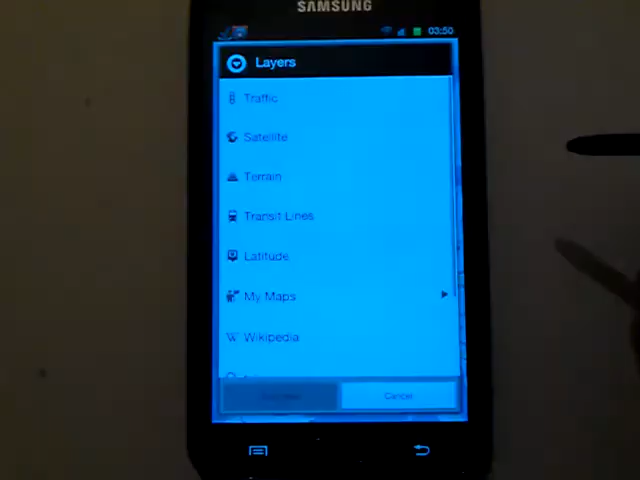 SAMSUNG
03:50
Layers
Traffic
Satellite
Terrain
Transit Lines
Latitude
My Maps
Wikipedia
Cancel